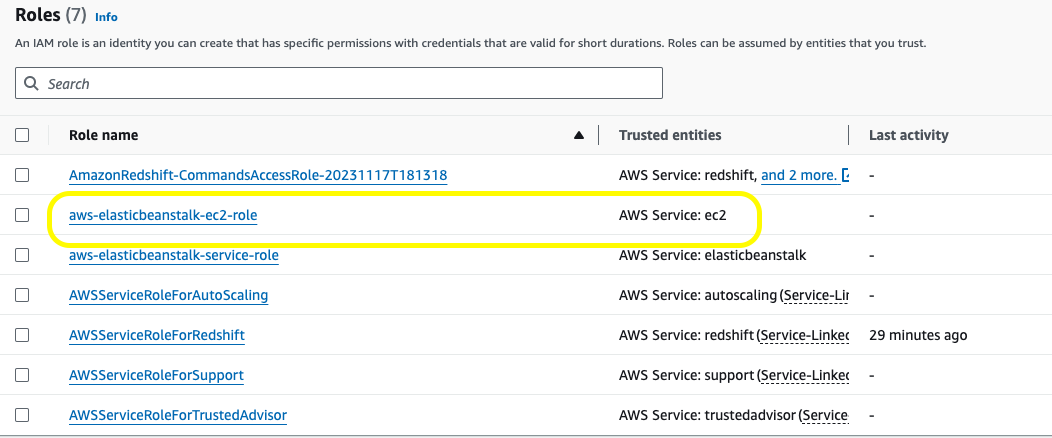 Roles (7) Info
An IAM role is an identity you can create that has specific permissions with credentials that are valid for short durations. Roles can be assumed by entities that you trust.
Search
Role name Trusted entities Last activity
AmazonRedshift-CommandsAccessRole-20231117T181318 AWS Service: redshift, and 2 more. -
aws-elasticbeanstalk-ec2-role AWS Service: ec2 -
aws-elasticbeanstalk-service-role AWS Service: elasticbeanstalk -
AWSServiceRoleForAutoScaling AWS Service: autoscaling (Service-Lin -
AWSServiceRoleForRedshift AWS Service: redshift (Service-Linked 29 minutes ago
AWSServiceRoleForSupport AWS Service: support (Service-Linked -
AWSServiceRoleForTrustedAdvisor AWS Service: trustedadvisor (Service- -